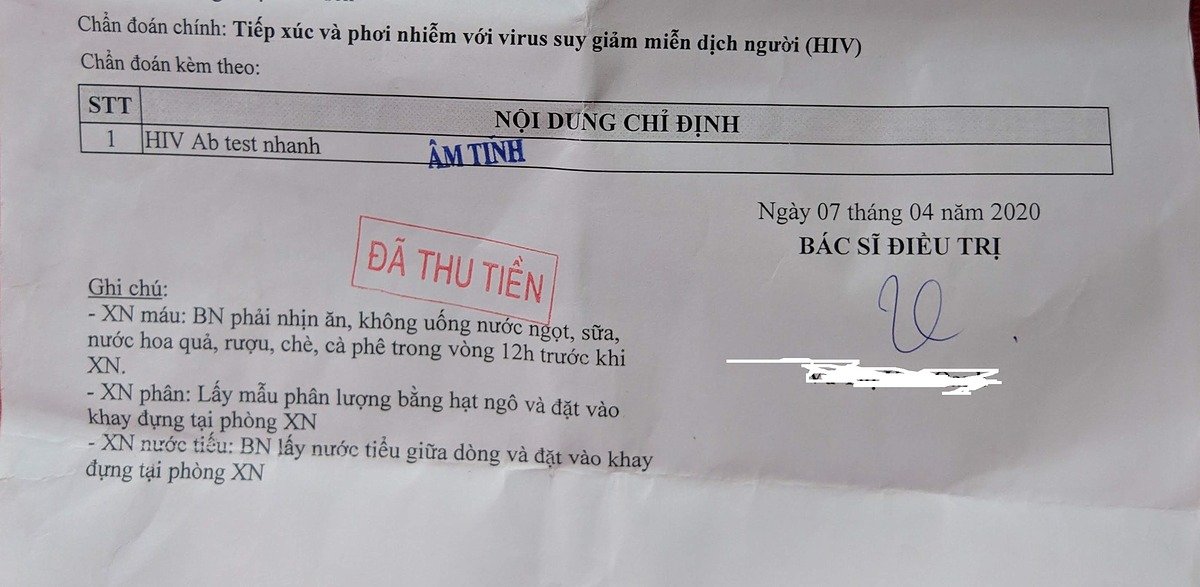 Chẩn đoán chính: Tiếp xúc và phơi nhiễm với virus suy giảm miễn dịch người (HIV)
Chẩn đoán kèm theo:
STT NỘI DUNG CHỈ ĐỊNH
1 HIV Ab test nhanh ÂM TÍNH
Ngày 07 tháng 04 năm 2020
BÁC SĨ ĐIỀU TRỊ
ĐÃ THU TIỀN
Ghi chú:
- XN máu: BN phải nhịn ăn, không uống nước ngọt, sữa,
nước hoa quả, rượu, chè, cà phê trong vòng 12h trước khi
XN.
- XN phân: Lấy mẫu phân lượng bằng hạt ngô và đặt vào
khay đựng tại phòng XN
- XN nước tiểu: BN lấy nước tiểu giữa dòng và đặt vào khay
đựng tại phòng XN